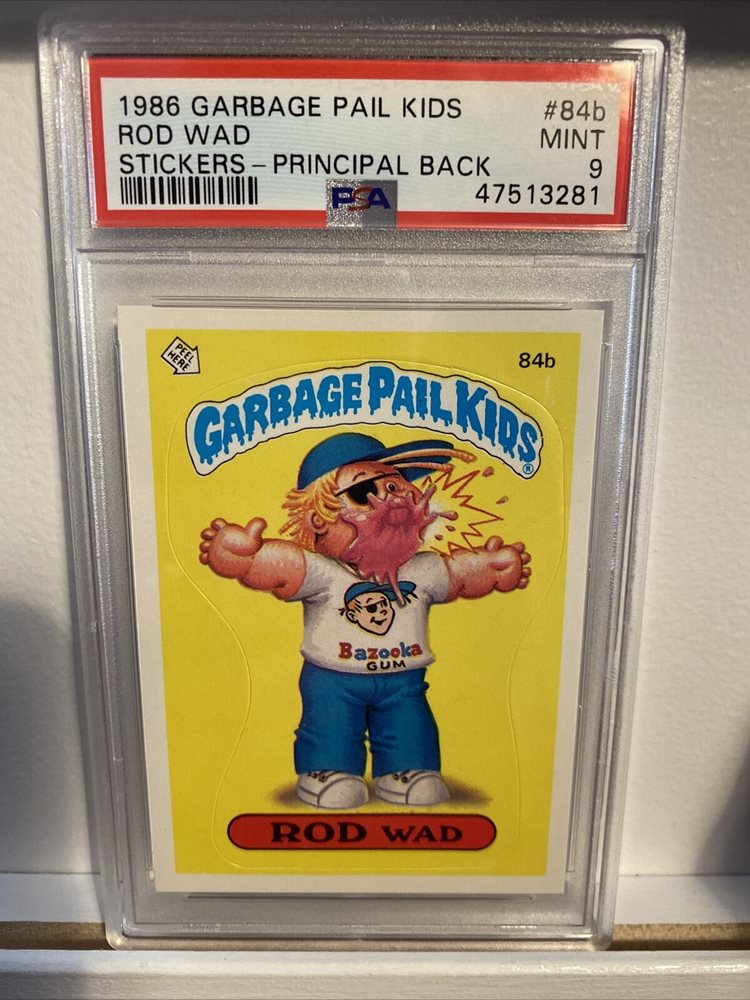 1986 GARBAGE PAIL KIDS #84b
ROD WAD MINT
STICKERS - PRINCIPAL BACK 9
PSA 47513281
PEEL HERE
84b
GARBAGE PAIL KIDS ®
Bazooka
GUM
ROD WAD